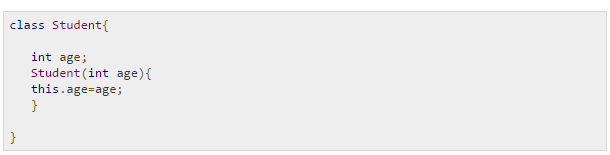 class Student{
int age;
Student(int age){
this.age=age;
}
}